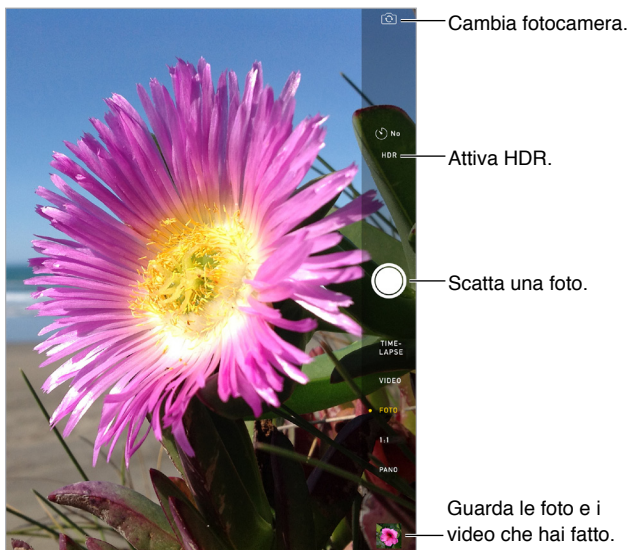 Cambia fotocamera.
No
HDR
Attiva HDR.
Scatta una foto.
TIME-
LAPSE
VIDEO
FOTO
1:1
PANO
Guarda le foto e i
video che hai fatto.